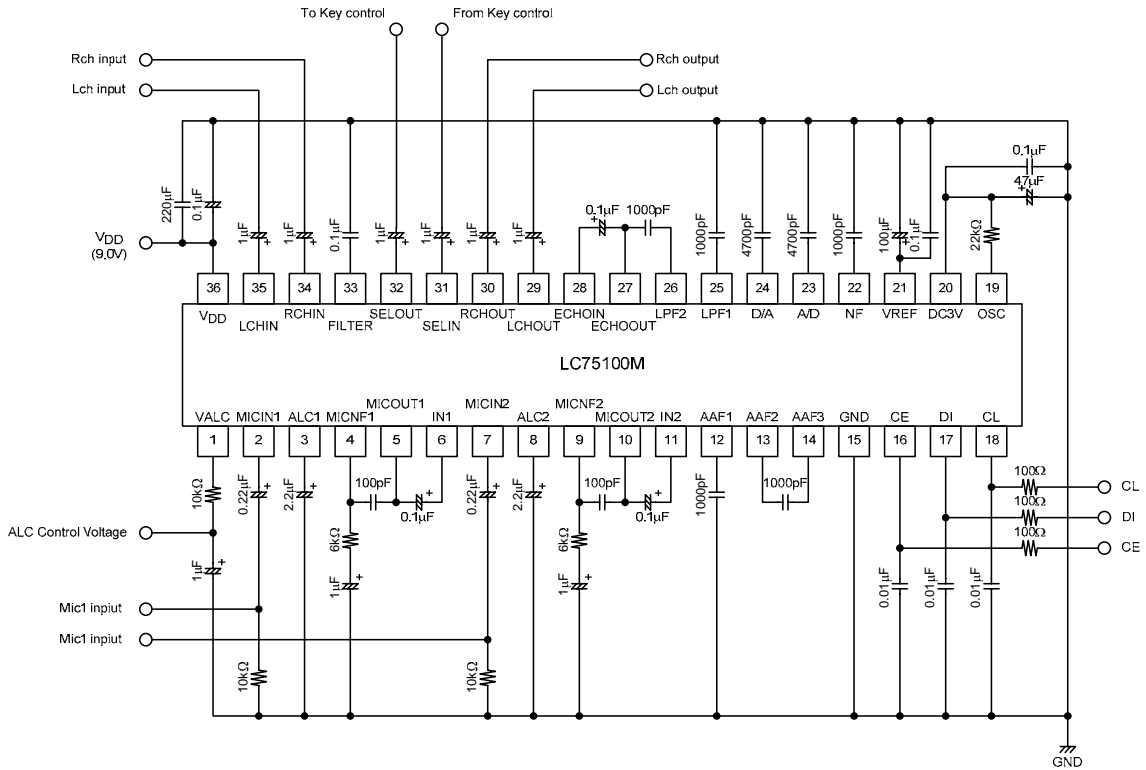 To Key control
From Key control
Rch input
Rch output
Lch input
Lch output
0.1μF
47μF
220μF
0.1μF
1μF
+
1μF
+
0.1μF
1μF
+
1μF
+
1μF
+
1μF
+
0.1μF
+
1000pF
1000pF
4700pF
4700pF
1000pF
100μF
+
0.1μF
+
22kΩ
VDD
(9.0V)
36
35
34
33
32
31
30
29
28
27
26
25
24
23
22
21
20
19
VDD
LCHIN
RCHIN
FILTER
SELOUT
SELIN
RCHOUT
LCHOUT
ECHOIN
ECHOOUT
LPF2
LPF1
D/A
A/D
NF
VREF
DC3V
OSC
LC75100M
VALC
MICIN1
ALC1
MICNF1
MICOUT1
IN1
MICIN2
ALC2
MICNF2
MICOUT2
IN2
AAF1
AAF2
AAF3
GND
CE
DI
CL
1
2
3
4
5
6
7
8
9
10
11
12
13
14
15
16
17
18
10kΩ
0.22μF
+
2.2μF
+
100pF
+
0.1μF
0.22μF
+
2.2μF
+
100pF
+
0.1μF
1000pF
1000pF
100Ω
CL
100Ω
DI
100Ω
CE
ALC Control Voltage
6kΩ
6kΩ
1μF
+
1μF
+
1μF
+
0.01μF
0.01μF
0.01μF
Mic1 inpiut
Mic1 inpiut
10kΩ
10kΩ
GND